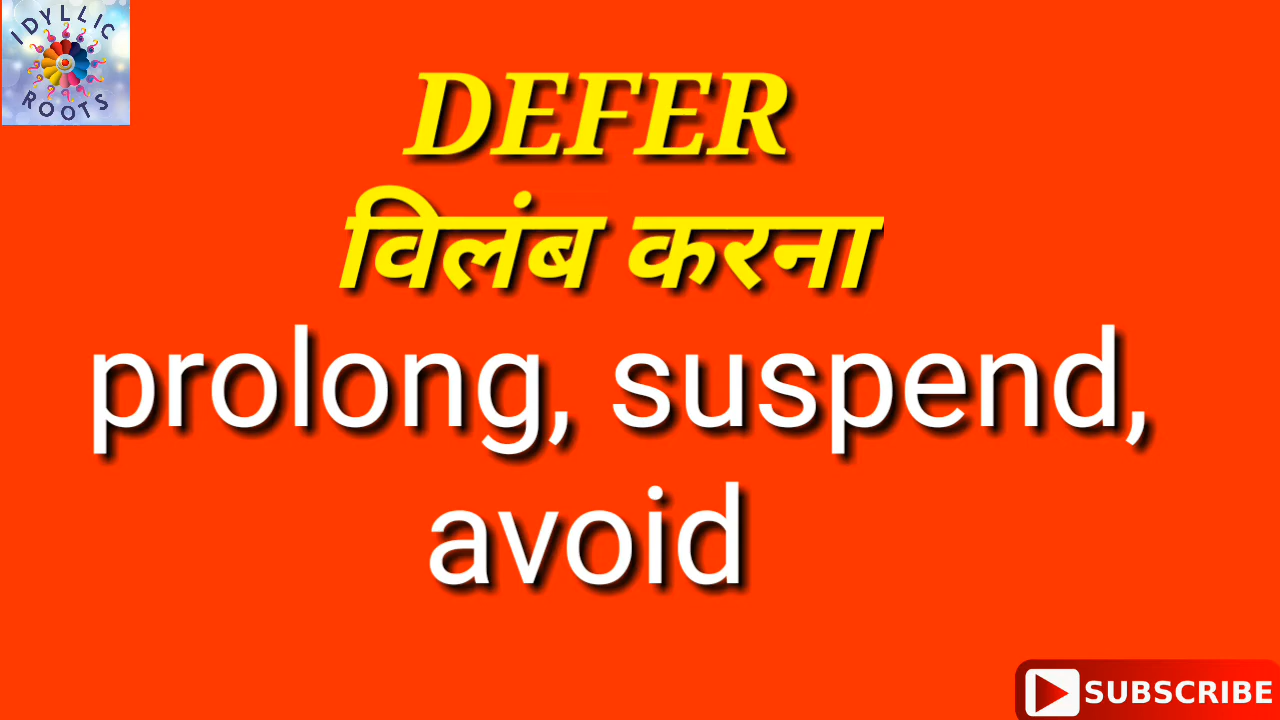 IDYLLIC
ROOTS
DEFER
विलंब करना
prolong, suspend,
avoid
SUBSCRIBE